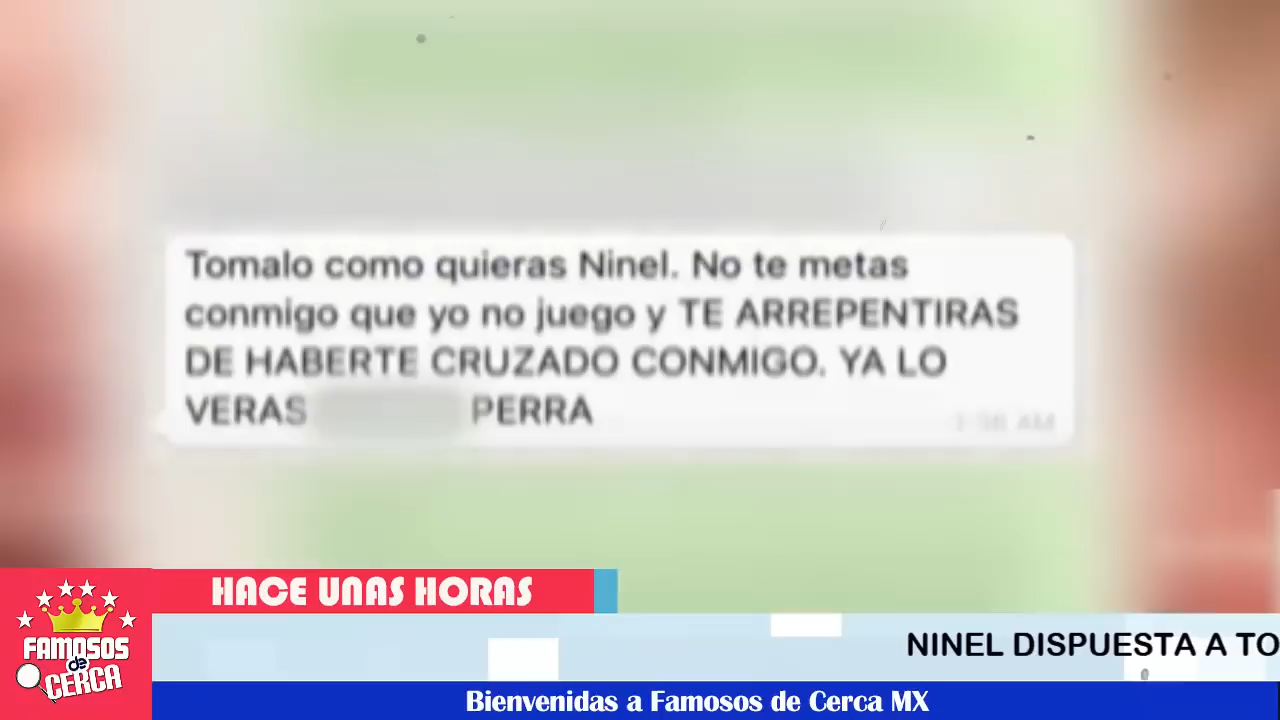 Tomalo como quieras Ninel. No te metas
conmigo que yo no juego y TE ARREPENTIRAS
DE HABERTE CRUZADO CONMIGO. YA LO
VERAS PERRA
HACE UNAS HORAS
NINEL DISPUESTA A TO
FAMOSOS
de
CERCA
Bienvenidas a Famosos de Cerca MX